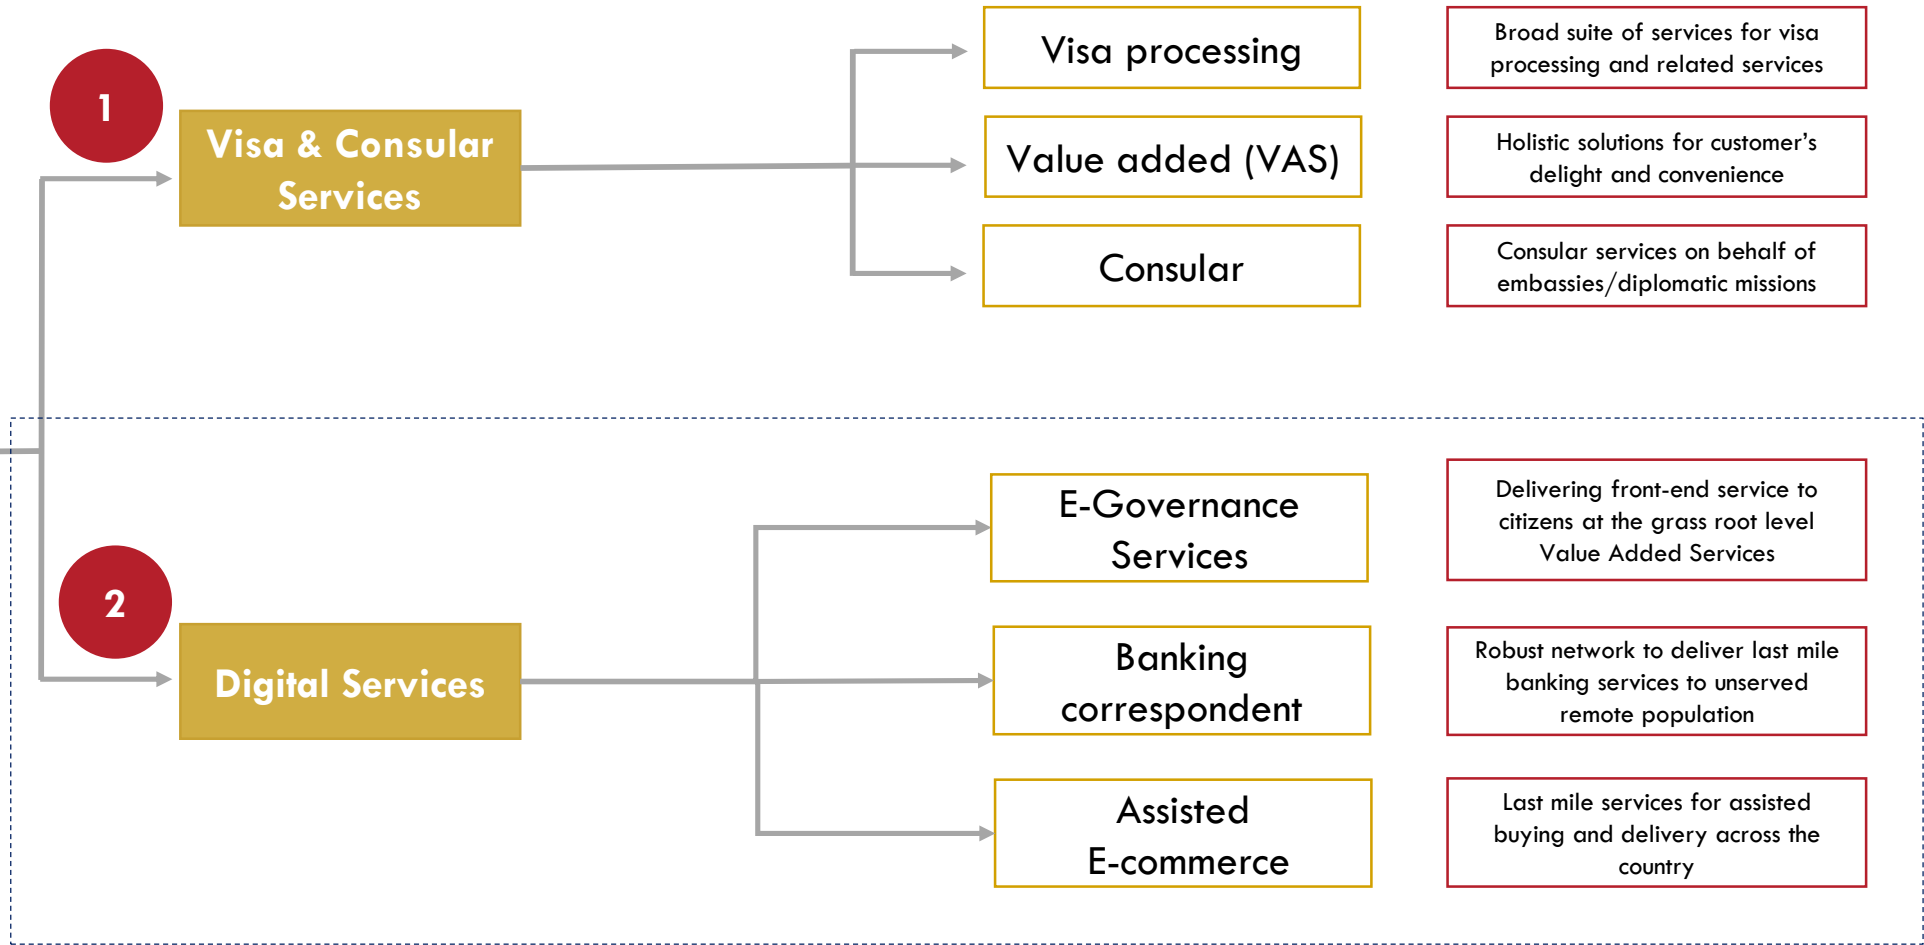 1
Visa & Consular
Services
Visa processing
Broad suite of services for visa
processing and related services
Value added (VAS)
Holistic solutions for customer’s
delight and convenience
Consular
Consular services on behalf of
embassies/diplomatic missions
2
Digital Services
E-Governance
Services
Delivering front-end service to
citizens at the grass root level
Value Added Services
Banking
correspondent
Robust network to deliver last mile
banking services to unserved
remote population
Assisted
E-commerce
Last mile services for assisted
buying and delivery across the
country